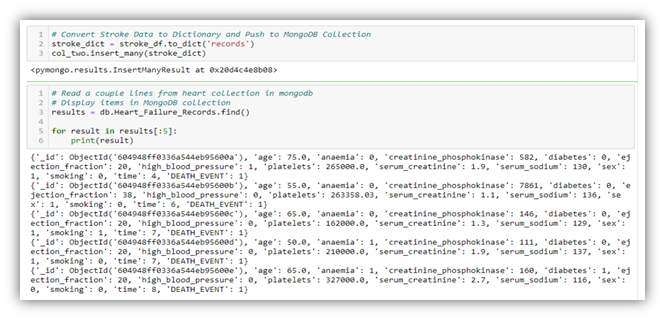 1 # Convert Stroke Data to Dictionary and Push to MongoDB Collection
2 stroke_dict = stroke_df.to_dict('records')
3 col_two.insert_many(stroke_dict)
<pymongo.results.InsertManyResult at 0x20d4c4e8b08>
1 # Read a couple lines from heart collection in mongodb
2 # Display items in MongoDB collection
3 results = db.Heart_Failure_Records.find()
4
5 for result in results[:5]:
6 print(result)
{'_id': ObjectId('604948ff0336a544eb95600a'), 'age': 75.0, 'anaemia': 0, 'creatinine_phosphokinase': 582, 'diabetes': 0, 'ej
ection_fraction': 20, 'high_blood_pressure': 1, 'platelets': 265000.0, 'serum_creatinine': 1.9, 'serum_sodium': 130, 'sex':
1, 'smoking': 0, 'time': 4, 'DEATH_EVENT': 1}
{'_id': ObjectId('604948ff0336a544eb95600b'), 'age': 55.0, 'anaemia': 0, 'creatinine_phosphokinase': 7861, 'diabetes': 0, 'e
jection_fraction': 38, 'high_blood_pressure': 0, 'platelets': 263358.03, 'serum_creatinine': 1.1, 'serum_sodium': 136, 'se
x': 1, 'smoking': 0, 'time': 6, 'DEATH_EVENT': 1}
{'_id': ObjectId('604948ff0336a544eb95600c'), 'age': 65.0, 'anaemia': 0, 'creatinine_phosphokinase': 146, 'diabetes': 0, 'ej
ection_fraction': 20, 'high_blood_pressure': 0, 'platelets': 162000.0, 'serum_creatinine': 1.3, 'serum_sodium': 129, 'sex':
1, 'smoking': 1, 'time': 7, 'DEATH_EVENT': 1}
{'_id': ObjectId('604948ff0336a544eb95600d'), 'age': 50.0, 'anaemia': 1, 'creatinine_phosphokinase': 111, 'diabetes': 0, 'ej
ection_fraction': 20, 'high_blood_pressure': 0, 'platelets': 210000.0, 'serum_creatinine': 1.9, 'serum_sodium': 137, 'sex':
1, 'smoking': 0, 'time': 7, 'DEATH_EVENT': 1}
{'_id': ObjectId('604948ff0336a544eb95600e'), 'age': 65.0, 'anaemia': 1, 'creatinine_phosphokinase': 160, 'diabetes': 1, 'ej
ection_fraction': 20, 'high_blood_pressure': 0, 'platelets': 327000.0, 'serum_creatinine': 2.7, 'serum_sodium': 116, 'sex':
0, 'smoking': 0, 'time': 8, 'DEATH_EVENT': 1}